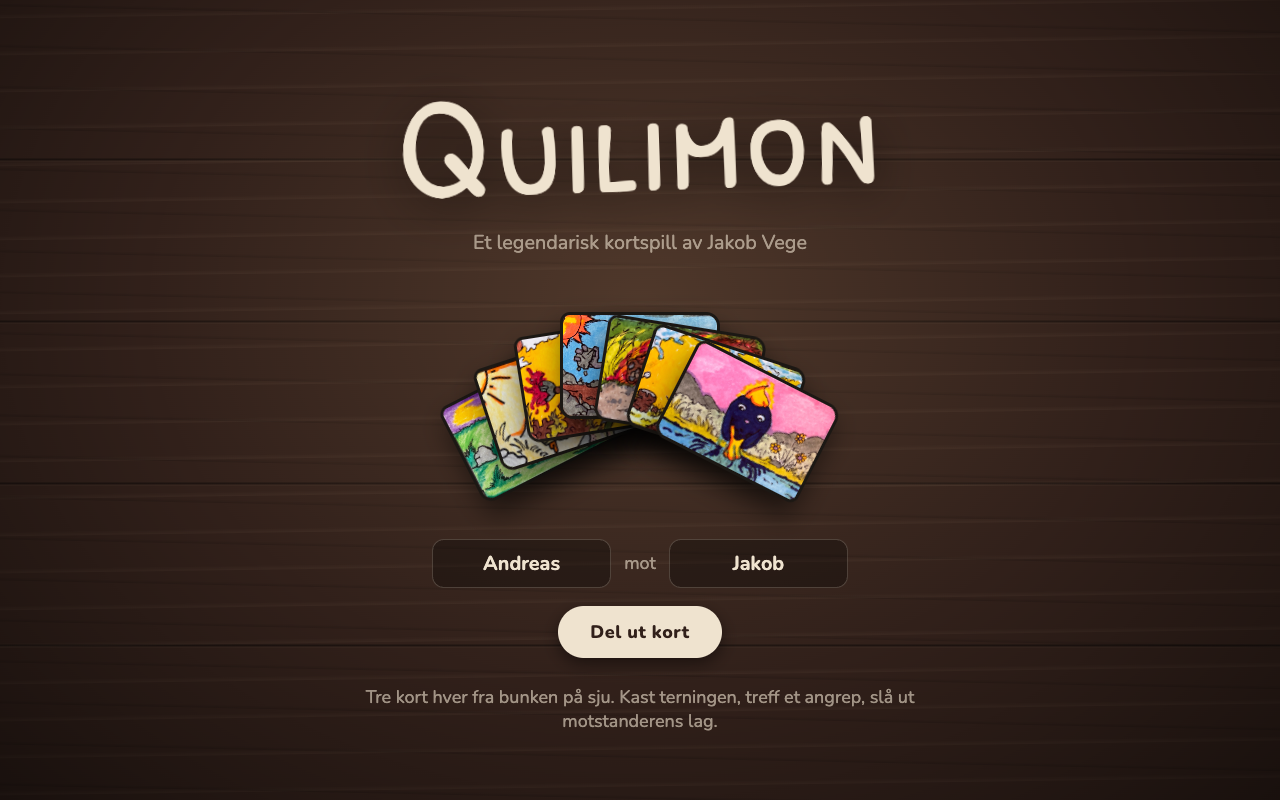 QUILIMON
Et legendarisk kortspill av Jakob Vege
Andreas mot Jakob
Del ut kort
Tre kort hver fra bunken på sju. Kast terningen, treff et angrep, slå ut
motstanderens lag.